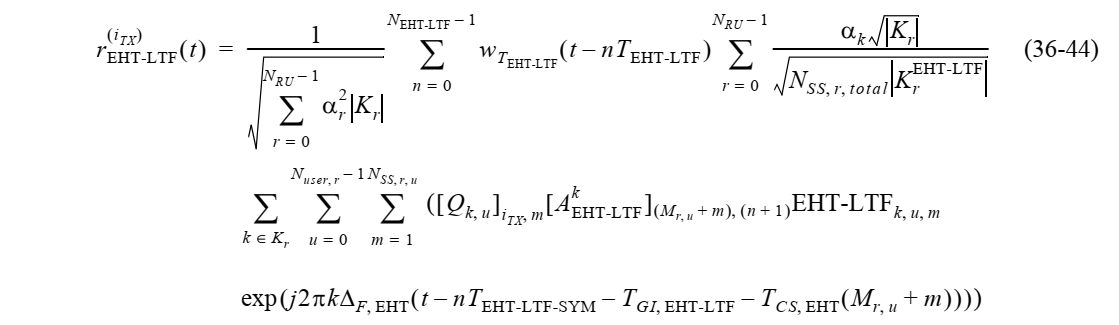 r_{EHT-LTF}^{(i_{TX})}(t) = \frac{1}{\sqrt{\sum_{r=0}^{N_{RU}-1} α_r^2 |K_r|}} \sum_{n=0}^{N_{EHT-LTF}-1} w_{T_{EHT-LTF}}(t - nT_{EHT-LTF}) \sum_{r=0}^{N_{RU}-1} \frac{α_k \sqrt{|K_r|}}{\sqrt{N_{SS, r, total} |K_r^{EHT-LTF}|}} (36-44)
\sum_{k ∈ K_r} \sum_{u=0}^{N_{user, r}-1} \sum_{m=1}^{N_{SS, r, u}} ([Q_{k, u}]_{i_{TX}, m} [A_{EHT-LTF}^k]_{(M_{r, u} + m), (n + 1)} EHT-LTF_{k, u, m}
exp(j2πkΔ_{F, EHT}(t - nT_{EHT-LTF-SYM} - T_{GI, EHT-LTF} - T_{CS, EHT}(M_{r, u} + m))))